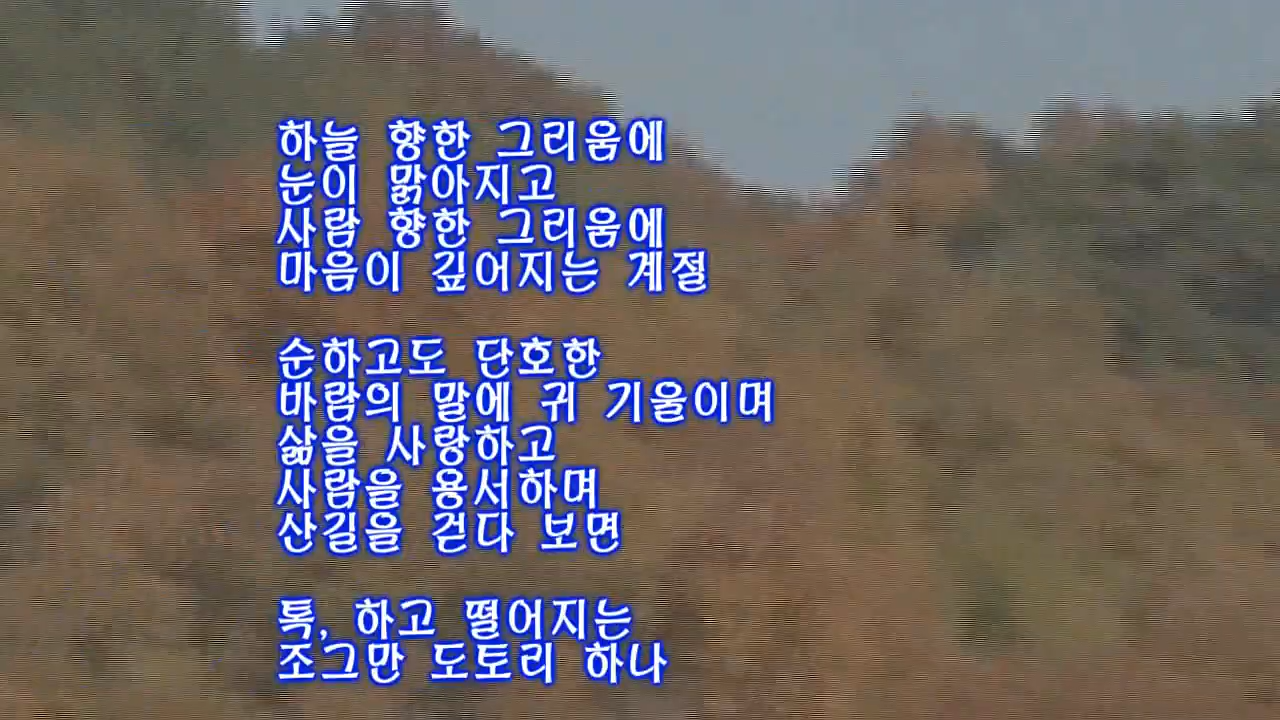 하늘 향한 그리움에
눈이 맑아지고
사람 향한 그리움에
마음이 깊어지는 계절
순하고도 단호한
바람의 말에 귀 기울이며
삶을 사랑하고
사람을 용서하며
산길을 걷다 보면
톡, 하고 떨어지는
조그만 도토리 하나